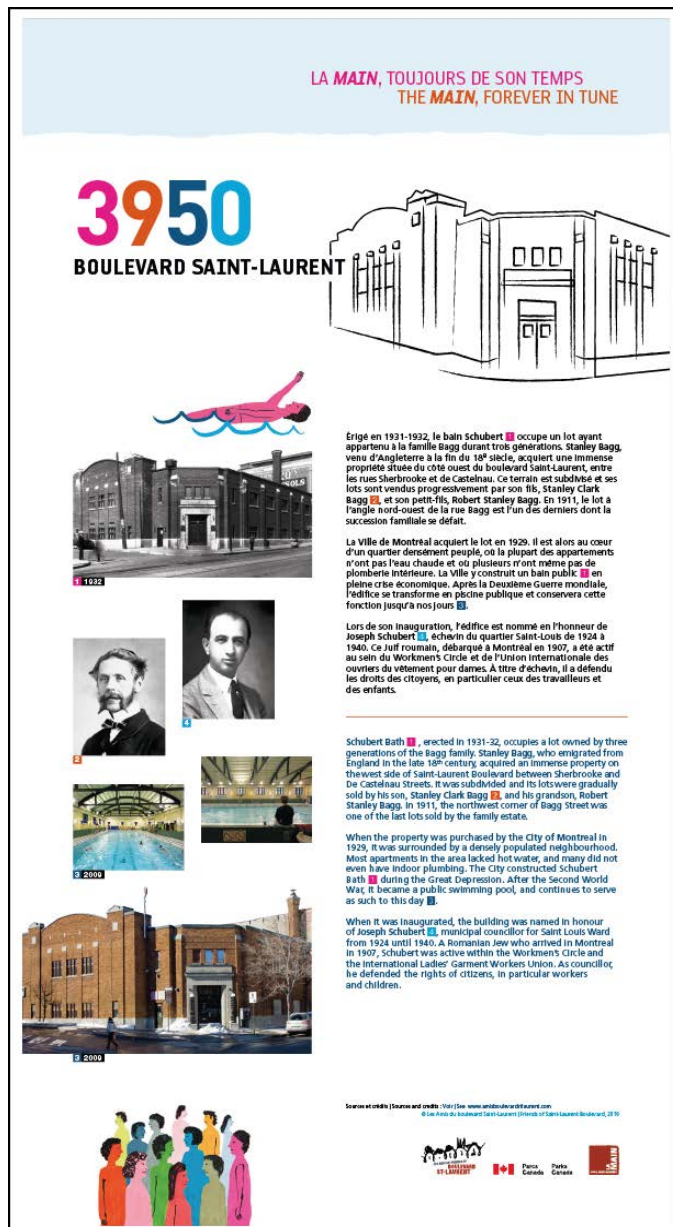 LA MAIN, TOUJOURS DE SON TEMPS
THE MAIN, FOREVER IN TUNE
3950
BOULEVARD SAINT-LAURENT
1 1932
2
4
3 2009
3 2009
Érigé en 1931-1932, le bain Schubert 1 occupe un lot ayant
appartenu à la famille Bagg durant trois générations. Stanley Bagg,
venu d'Angleterre à la fin du 18e siècle, acquiert une immense
propriété située du côté ouest du boulevard Saint-Laurent, entre
les rues Sherbrooke et de Castelnau. Ce terrain est subdivisé et ses
lots sont vendus progressivement par son fils, Stanley Clark
Bagg 2, et son petit-fils, Robert Stanley Bagg. En 1911, le lot à
l'angle nord-ouest de la rue Bagg est l'un des derniers dont la
succession familiale se défait.
La Ville de Montréal acquiert le lot en 1929. Il est alors au cœur
d'un quartier densément peuplé, où la plupart des appartements
n'ont pas l'eau chaude et où plusieurs n'ont même pas de
plomberie intérieure. La Ville y construit un bain public 1 en
pleine crise économique. Après la Deuxième Guerre mondiale,
l'édifice se transforme en piscine publique et conservera cette
fonction jusqu'à nos jours 3.
Lors de son inauguration, l'édifice est nommé en l'honneur de
Joseph Schubert 4, échevin du quartier Saint-Louis de 1924 à
1940. Ce Juif roumain, débarqué à Montréal en 1907, a été actif
au sein du Workmen's Circle et de l'Union internationale des
ouvriers du vêtement pour dames. À titre d'échevin, il a défendu
les droits des citoyens, en particulier ceux des travailleurs et
des enfants.
Schubert Bath 1 , erected in 1931-32, occupies a lot owned by three
generations of the Bagg family. Stanley Bagg, who emigrated from
England in the late 18th century, acquired an immense property on
the west side of Saint-Laurent Boulevard between Sherbrooke and
De Castelnau Streets. It was subdivided and its lots were gradually
sold by his son, Stanley Clark Bagg 2, and his grandson, Robert
Stanley Bagg. In 1911, the northwest corner of Bagg Street was
one of the last lots sold by the family estate.
When the property was purchased by the City of Montreal in
1929, it was surrounded by a densely populated neighbourhood.
Most apartments in the area lacked hot water, and many did not
even have indoor plumbing. The City constructed Schubert
Bath 1 during the Great Depression. After the Second World
War, it became a public swimming pool, and continues to serve
as such to this day 3.
When it was inaugurated, the building was named in honour
of Joseph Schubert 4, municipal councillor for Saint Louis Ward
from 1924 until 1940. A Romanian Jew who arrived in Montreal
in 1907, Schubert was active within the Workmen's Circle and
the International Ladies' Garment Workers Union. As councillor,
he defended the rights of citizens, in particular workers
and children.
Sources et crédits | Sources and credits : Voir | See
© Les Amis du boulevard Saint-Laurent | Friends of Saint-Laurent Boulevard, 2010
BOULEVARD
ST-LAURENT
Parcs Canada
Parks Canada
MAIN